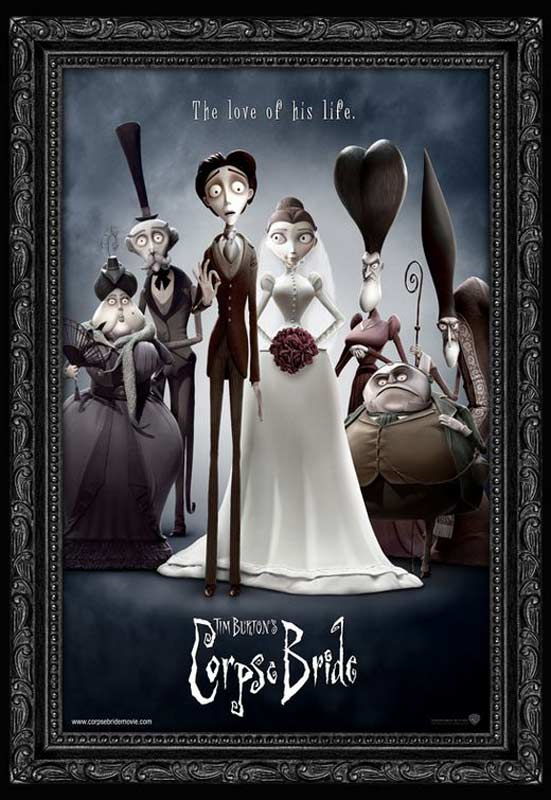 The love of his life.
TIM BURTON'S
Corpse Bride
www.corpsebridemovie.com